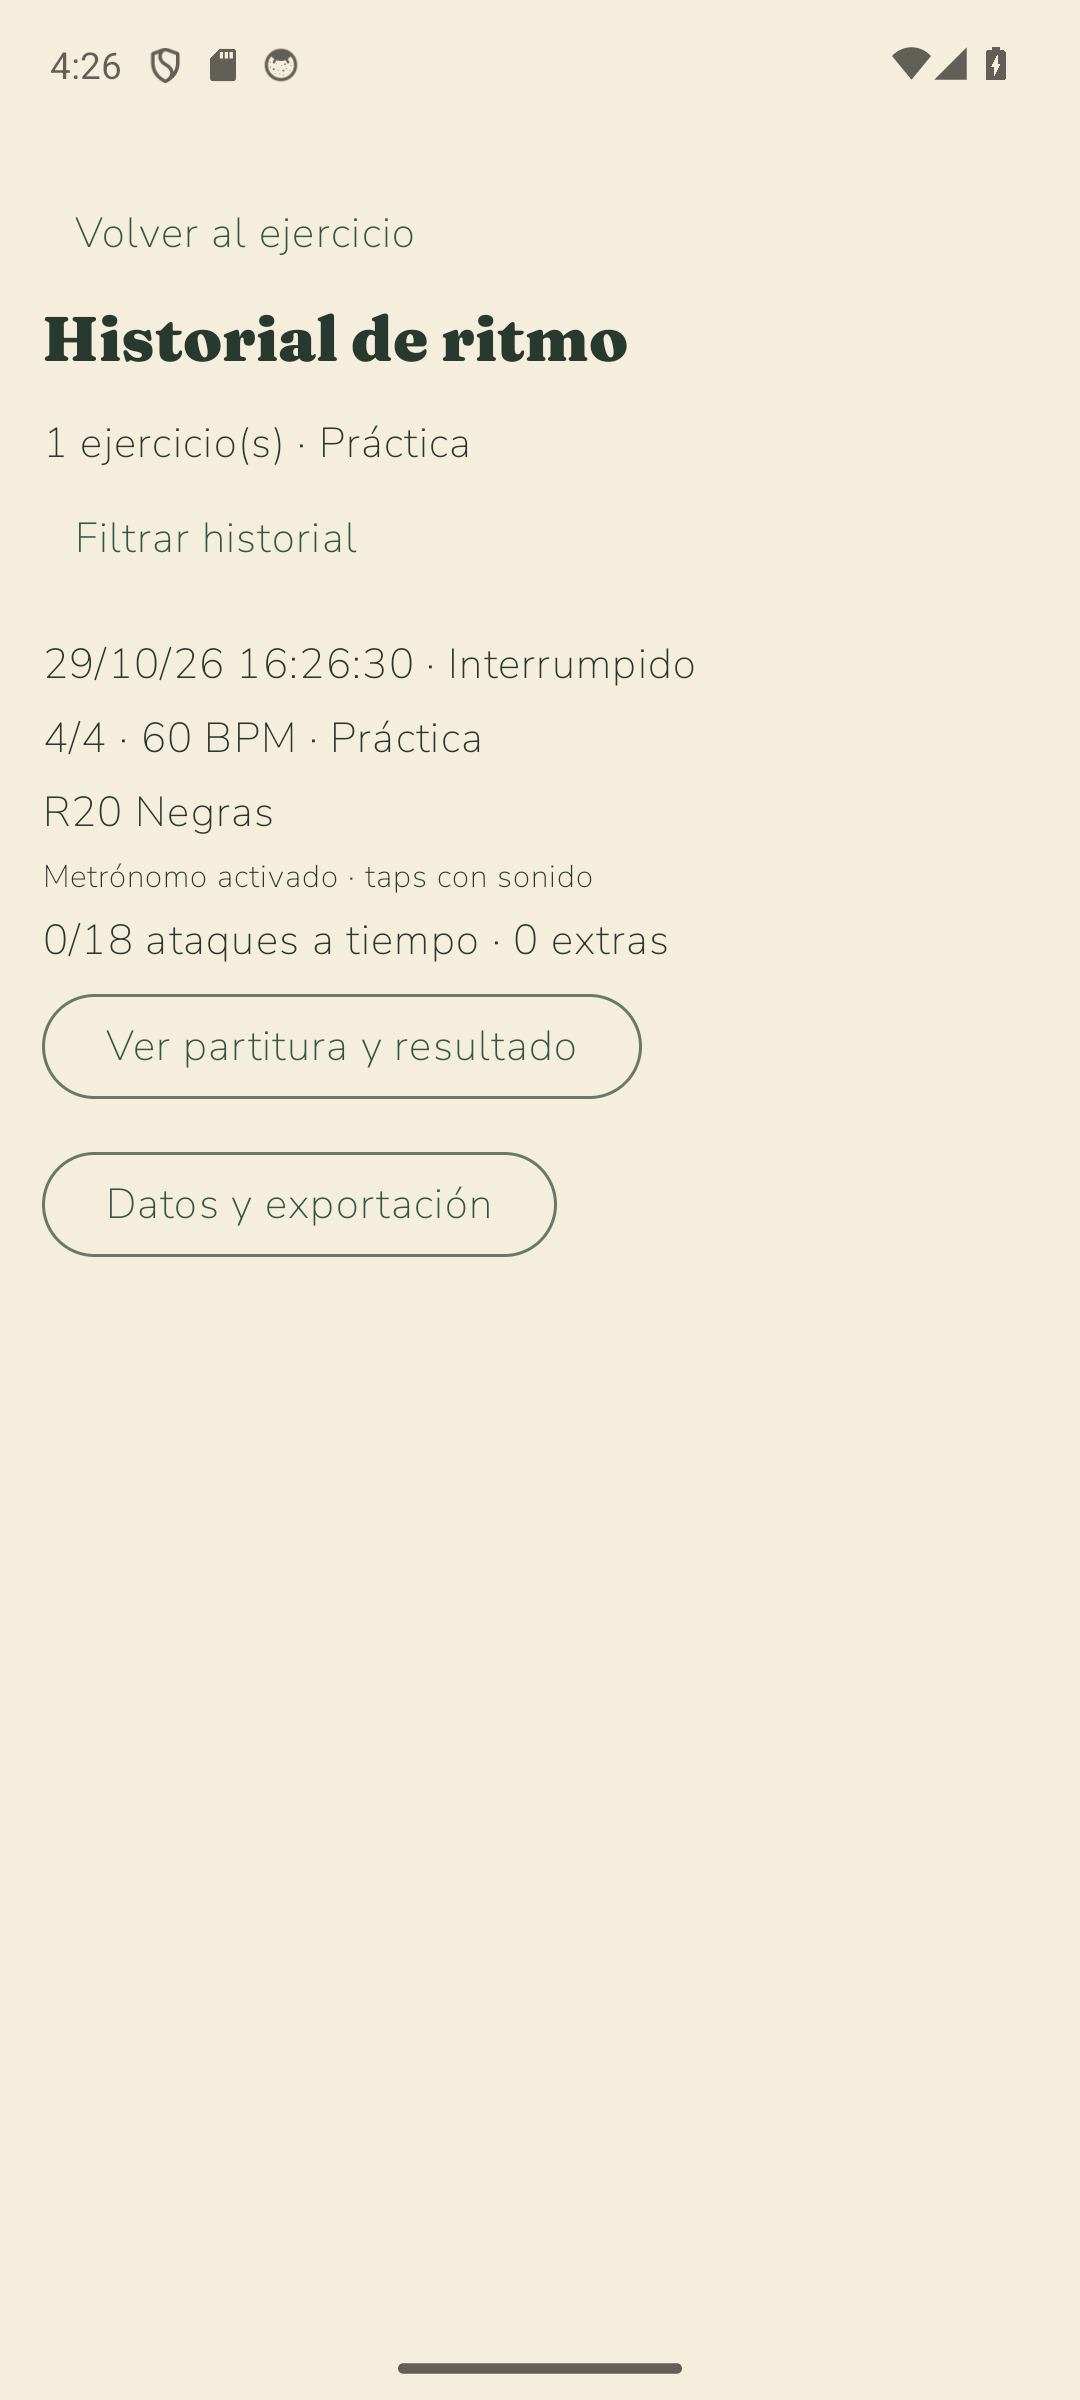 4:26
Volver al ejercicio
Historial de ritmo
1 ejercicio(s) · Práctica
Filtrar historial
29/10/26 16:26:30 · Interrumpido
4/4 · 60 BPM · Práctica
R20 Negras
Metrónomo activado · taps con sonido
0/18 ataques a tiempo · 0 extras
Ver partitura y resultado
Datos y exportación